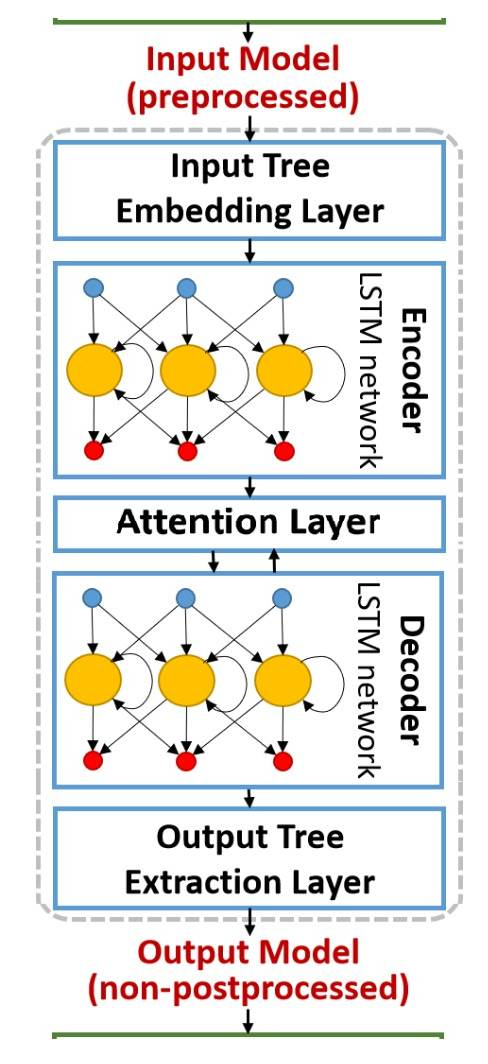 Input Model
(preprocessed)
Input Tree
Embedding Layer
Encoder
LSTM network
Attention Layer
Decoder
LSTM network
Output Tree
Extraction Layer
Output Model
(non-postprocessed)